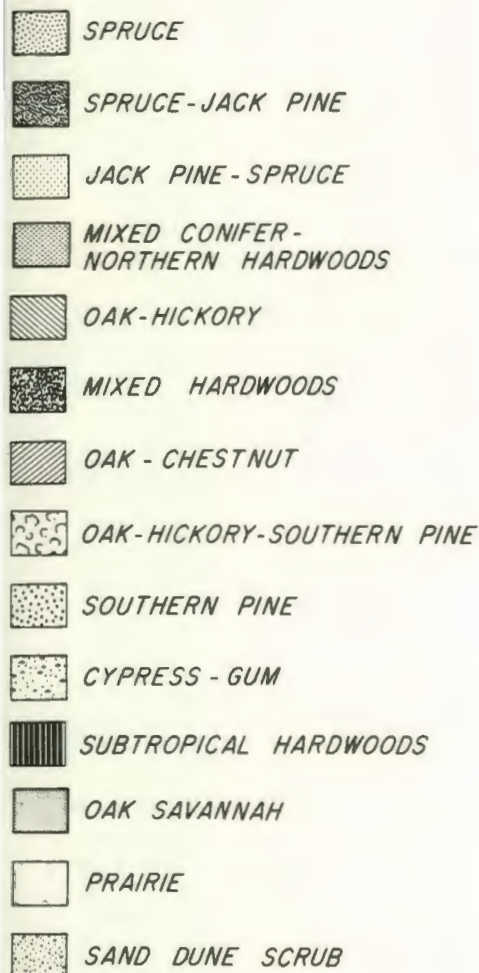 SPRUCE
SPRUCE-JACK PINE
JACK PINE-SPRUCE
MIXED CONIFER-
NORTHERN HARDWOODS
OAK-HICKORY
MIXED HARDWOODS
OAK - CHESTNUT
OAK-HICKORY-SOUTHERN PINE
SOUTHERN PINE
CYPRESS - GUM
SUBTROPICAL HARDWOODS
OAK SAVANNAH
PRAIRIE
SAND DUNE SCRUB